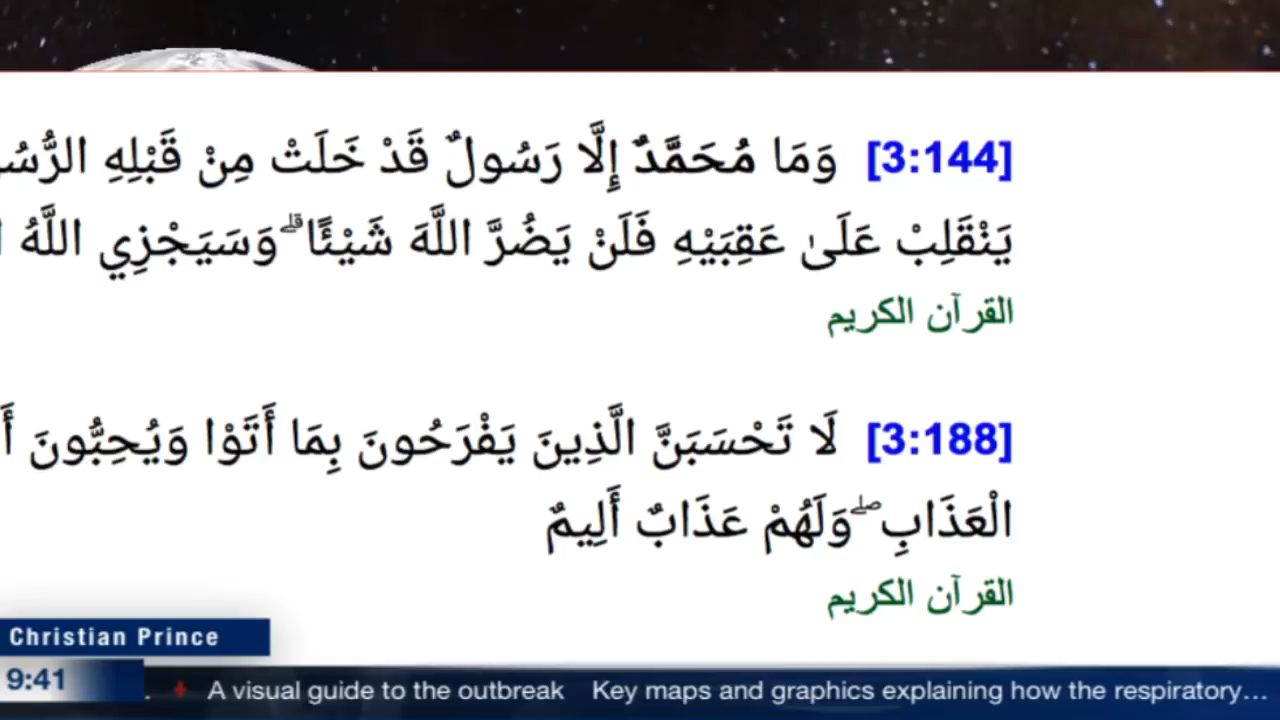 [3:144] وَمَا مُحَمَّدٌ إِلَّا رَسُولٌ قَدْ خَلَتْ مِنْ قَبْلِهِ
يَنْقَلِبْ عَلَىٰ عَقِبَيْهِ فَلَنْ يَضُرَّ اللَّهَ شَيْئًا ۗ وَسَيَجْزِي اللَّهُ
القرآن الكريم
[3:188] لَا تَحْسَبَنَّ الَّذِينَ يَفْرَحُونَ بِمَا أَتَوْا وَيُحِبُّونَ
الْعَذَابِ ۖ وَلَهُمْ عَذَابٌ أَلِيمٌ
القرآن الكريم
Christian Prince
9:41
. A visual guide to the outbreak Key maps and graphics explaining how the respiratory...